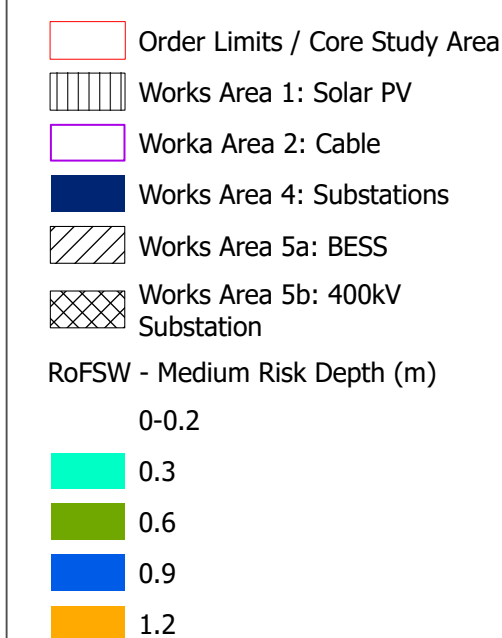 Order Limits / Core Study Area
Works Area 1: Solar PV
Worka Area 2: Cable
Works Area 4: Substations
Works Area 5a: BESS
Works Area 5b: 400kV
Substation
RoFSW - Medium Risk Depth (m)
0-0.2
0.3
0.6
0.9
1.2